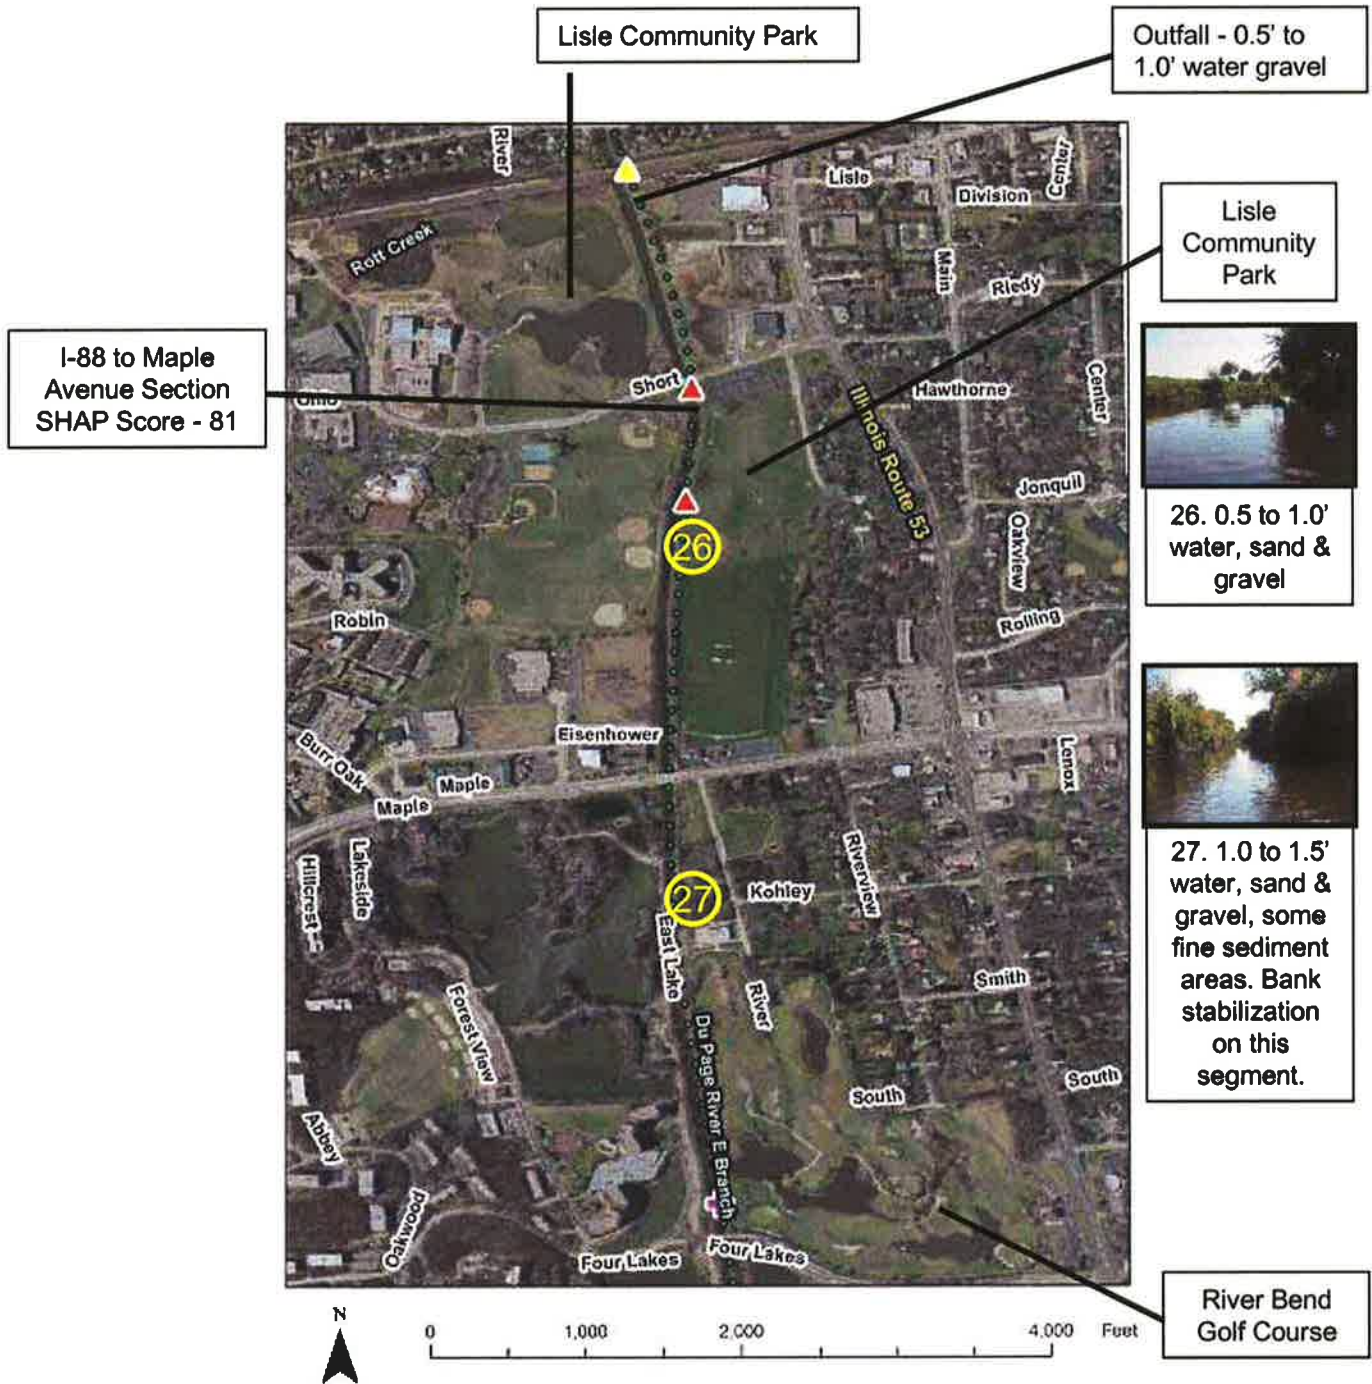 Lisle Community Park
Outfall - 0.5' to
1.0' water gravel
River
Lisle
Center
Division
Rott Creek
Main
Riedy
Lisle
Community
Park
I-88 to Maple
Avenue Section
SHAP Score - 81
Ohio
Short
Hawthorne
Center
Illinois Route 53
Jonquil
Oakview
26
26. 0.5 to 1.0'
water, sand &
gravel
Robin
Rolling
Eisenhower
Burr Oak
Maple
Maple
Lenox
Hillcrest
Lakeside
Riverview
27
Kohley
27. 1.0 to 1.5'
water, sand &
gravel, some
fine sediment
areas. Bank
stabilization
on this
segment.
East Lake
Forest View
River
Smith
Du Page River E Branch
South
South
Abbey
Oakwood
Four Lakes
Four Lakes
River Bend
Golf Course
N
0 1,000 2,000 4,000 Feet